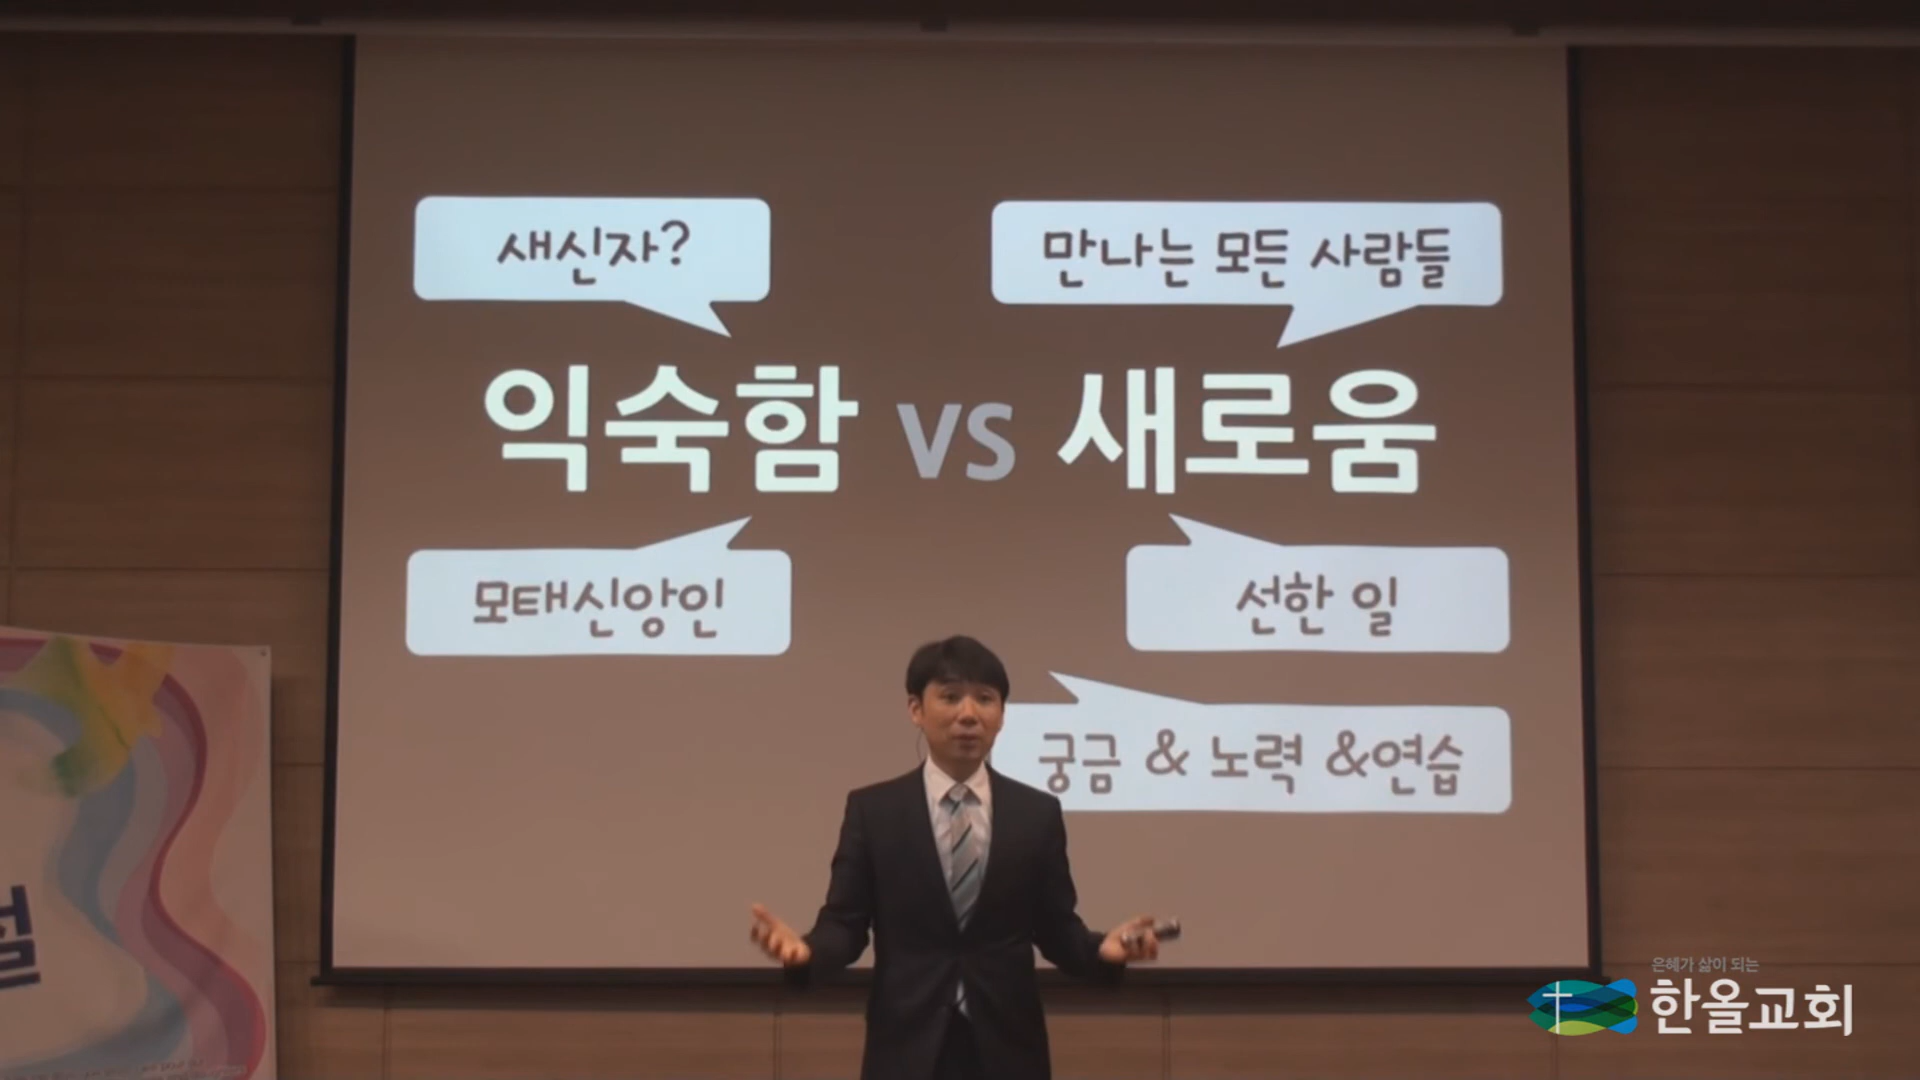 새신자?
만나는 모든 사람들
익숙함 vs 새로움
모태신앙인
선한 일
궁금 & 노력 &연습
절
은혜가 삶이 되는
한올교회